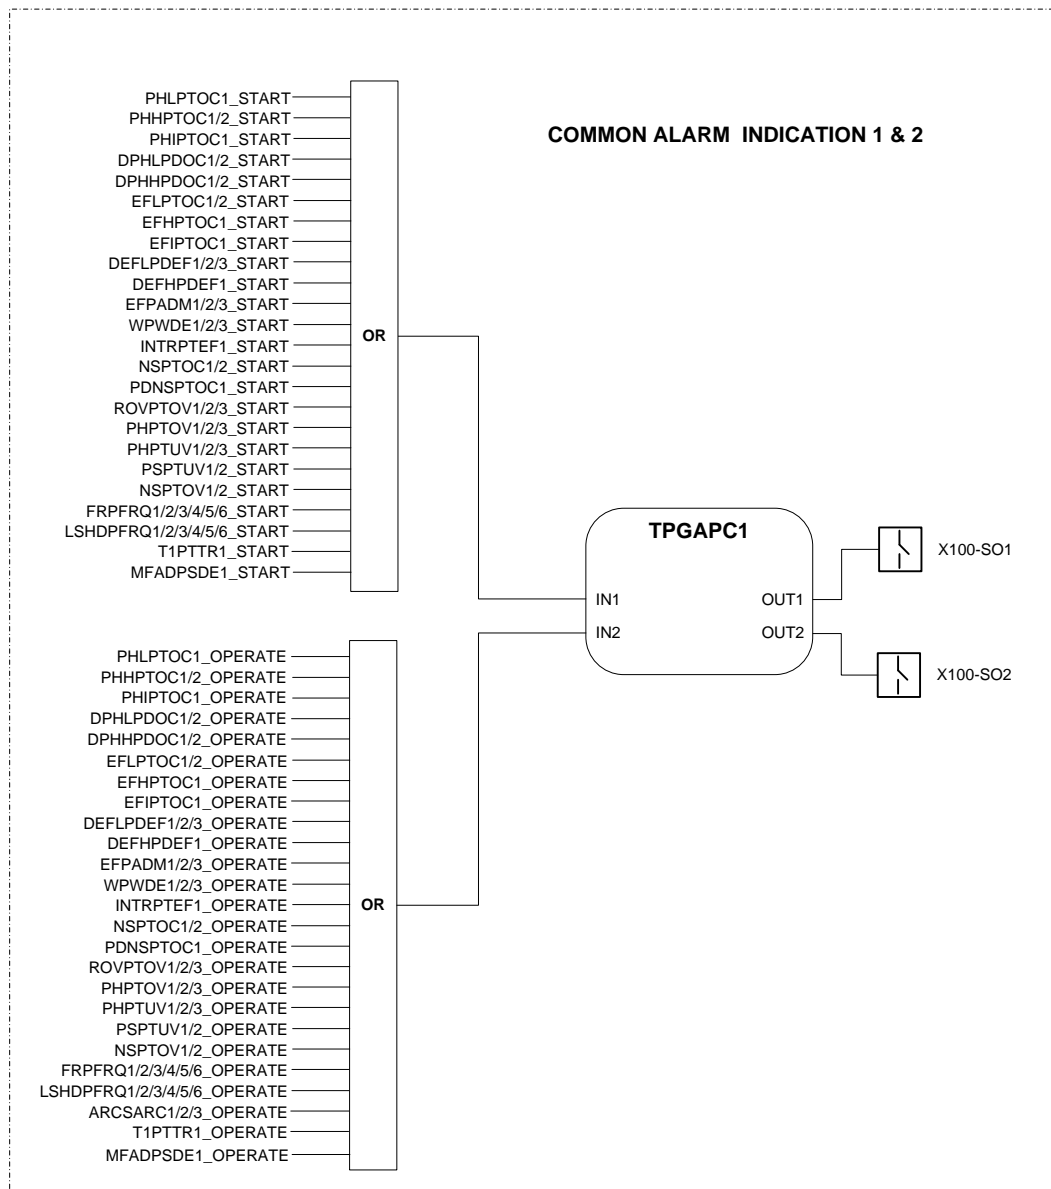 COMMON ALARM INDICATION 1 & 2
PHLPTOC1_START
PHHPTOC1/2_START
PHIPTOC1_START
DPHLPDOC1/2_START
DPHHPDOC1/2_START
EFLPTOC1/2_START
EFHPTOC1_START
EFIPTOC1_START
DEFLPDEF1/2/3_START
DEFHPDEF1_START
EFPADM1/2/3_START
WPWDE1/2/3_START
INTRPTEF1_START
NSPTOC1/2_START
PDNSPTOC1_START
ROVPTOV1/2/3_START
PHPTOV1/2/3_START
PHPTUV1/2/3_START
PSPTUV1/2_START
NSPTOV1/2_START
FRPFRQ1/2/3/4/5/6_START
LSHDPFRQ1/2/3/4/5/6_START
T1PTTR1_START
MFADPSDE1_START
OR
TPGAPC1
IN1
OUT1
IN2
OUT2
X100-SO1
X100-SO2
PHLPTOC1_OPERATE
PHHPTOC1/2_OPERATE
PHIPTOC1_OPERATE
DPHLPDOC1/2_OPERATE
DPHHPDOC1/2_OPERATE
EFLPTOC1/2_OPERATE
EFHPTOC1_OPERATE
EFIPTOC1_OPERATE
DEFLPDEF1/2/3_OPERATE
DEFHPDEF1_OPERATE
EFPADM1/2/3_OPERATE
WPWDE1/2/3_OPERATE
INTRPTEF1_OPERATE
NSPTOC1/2_OPERATE
PDNSPTOC1_OPERATE
ROVPTOV1/2/3_OPERATE
PHPTOV1/2/3_OPERATE
PHPTUV1/2/3_OPERATE
PSPTUV1/2_OPERATE
NSPTOV1/2_OPERATE
FRPFRQ1/2/3/4/5/6_OPERATE
LSHDPFRQ1/2/3/4/5/6_OPERATE
ARCSARC1/2/3_OPERATE
T1PTTR1_OPERATE
MFADPSDE1_OPERATE
OR